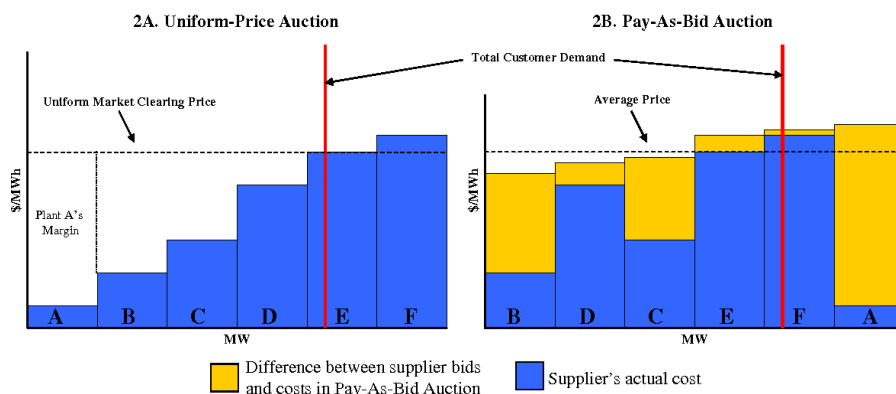 2A. Uniform-Price Auction
2B. Pay-As-Bid Auction
Total Customer Demand
Uniform Market Clearing Price
Average Price
$/MWh
Plant A's
Margin
A
B
C
D
E
F
MW
$/MWh
B
D
C
E
F
A
MW
Difference between supplier bids
and costs in Pay-As-Bid Auction
Supplier's actual cost